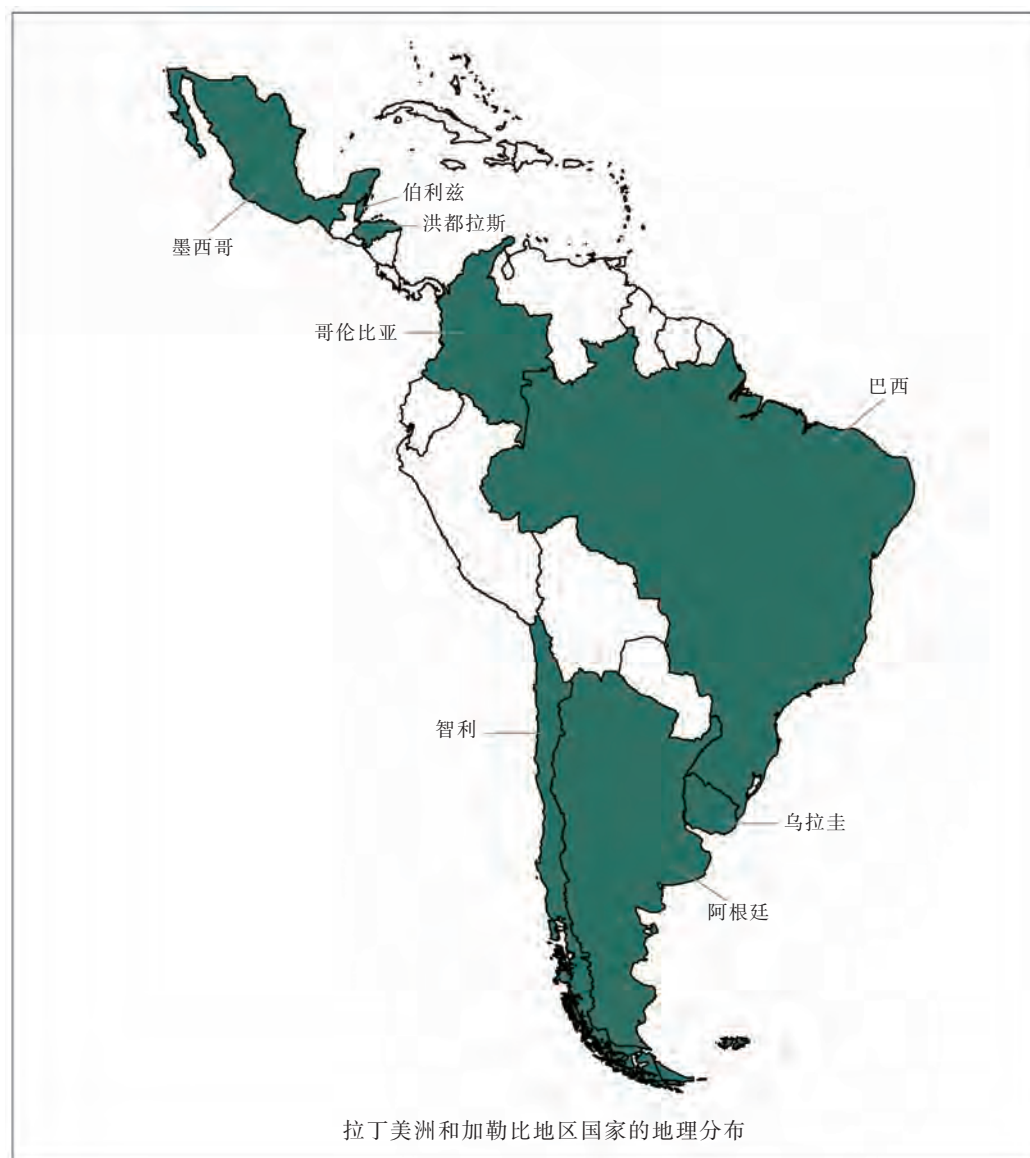 伯利兹
洪都拉斯
墨西哥
哥伦比亚
巴西
智利
乌拉圭
阿根廷
拉丁美洲和加勒比地区国家的地理分布